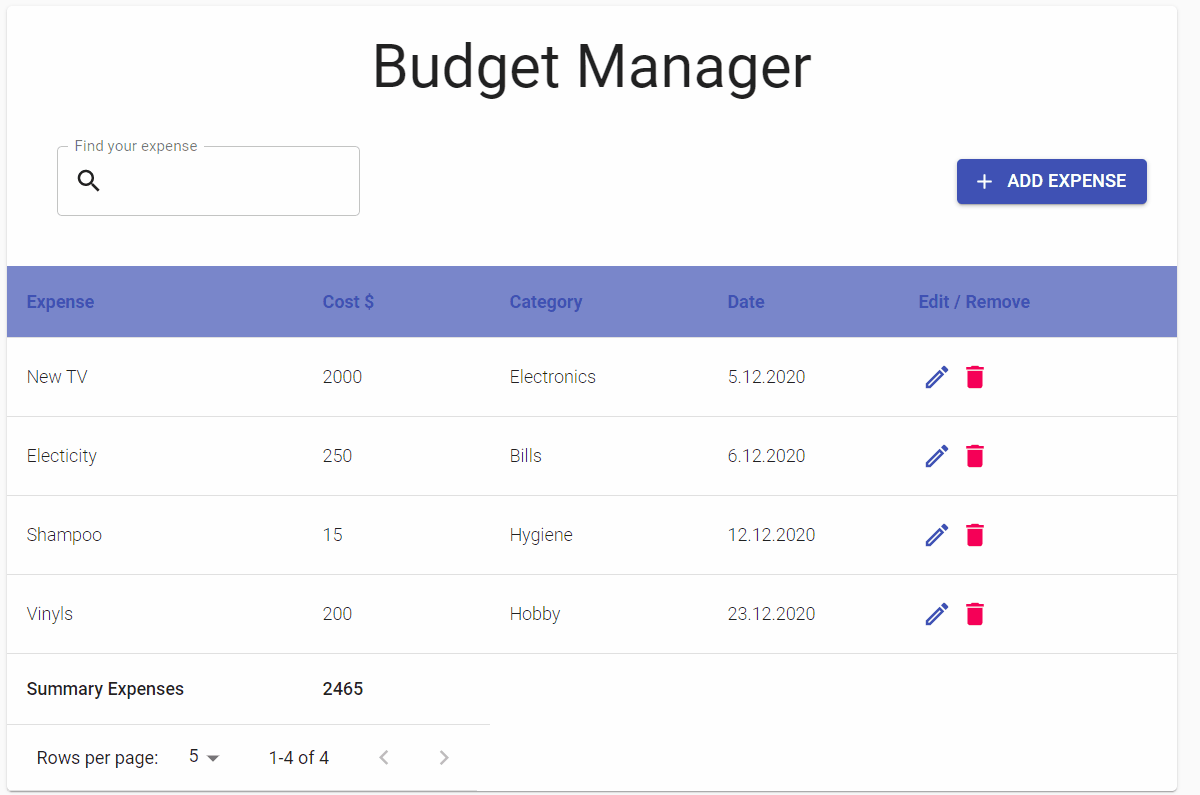 Budget Manager
Find your expense
+ ADD EXPENSE
Expense Cost $ Category Date Edit / Remove
New TV 2000 Electronics 5.12.2020
Electicity 250 Bills 6.12.2020
Shampoo 15 Hygiene 12.12.2020
Vinyls 200 Hobby 23.12.2020
Summary Expenses 2465
Rows per page: 5 1-4 of 4